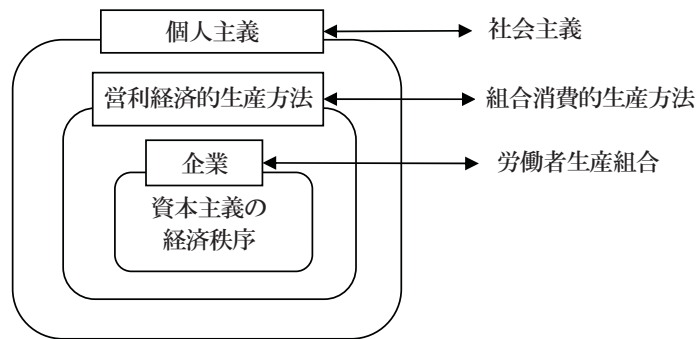 個人主義
社会主義
営利経済的生産方法
組合消費的生産方法
企業
労働者生産組合
資本主義の
経済秩序